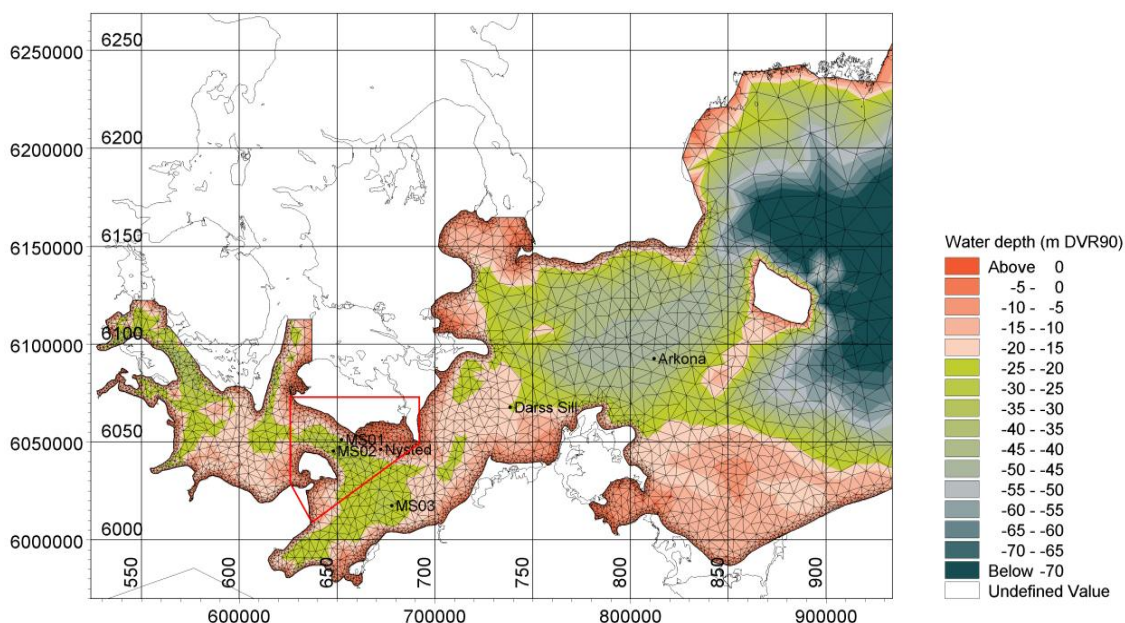 6250000
6250
6200000
6200
6150000
6150
6100000
6100
6050000
6050
6000000
6000
Arkona
Darss Sill
MS01
MS02
Nysted
MS03
550
600
650
700
750
800
850
900
600000
700000
800000
900000
Water depth (m DVR90)
Above 0
-5 - 0
-10 - -5
-15 - -10
-20 - -15
-25 - -20
-30 - -25
-35 - -30
-40 - -35
-45 - -40
-50 - -45
-55 - -50
-60 - -55
-65 - -60
-70 - -65
Below -70
Undefined Value